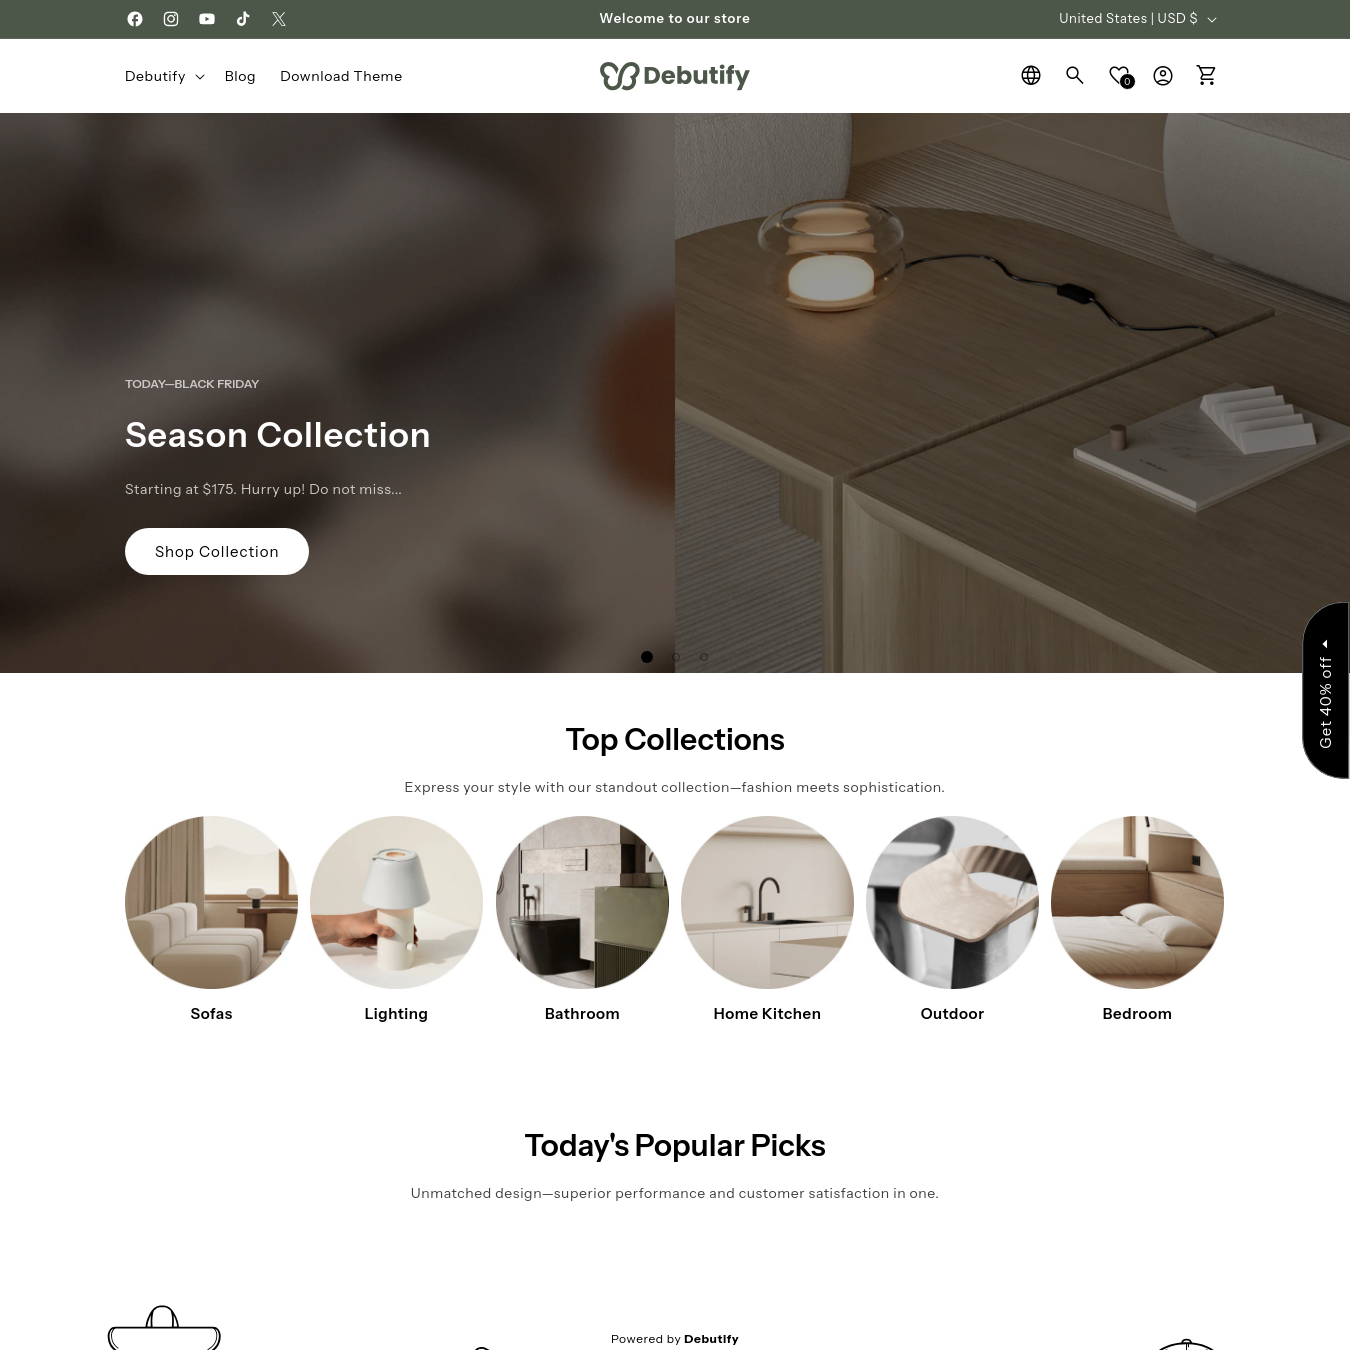 Welcome to our store
United States | USD $
Debutify
Blog
Download Theme
Debutify
0
TODAY—BLACK FRIDAY
Season Collection
Starting at $175. Hurry up! Do not miss...
Shop Collection
Get 40% off
Top Collections
Express your style with our standout collection—fashion meets sophistication.
Sofas
Lighting
Bathroom
Home Kitchen
Outdoor
Bedroom
Today's Popular Picks
Unmatched design—superior performance and customer satisfaction in one.
Powered by Debutify